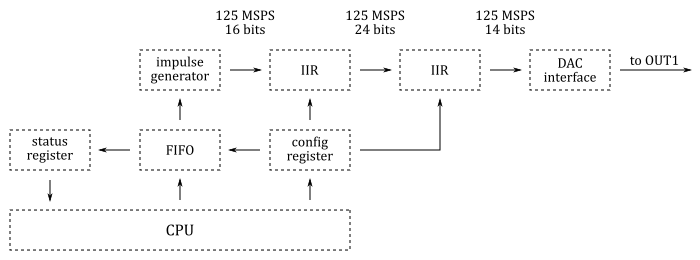 125 MSPS
16 bits
125 MSPS
24 bits
125 MSPS
14 bits
impulse
generator
IIR
IIR
DAC
interface
to OUT1
status
register
FIFO
config
register
CPU